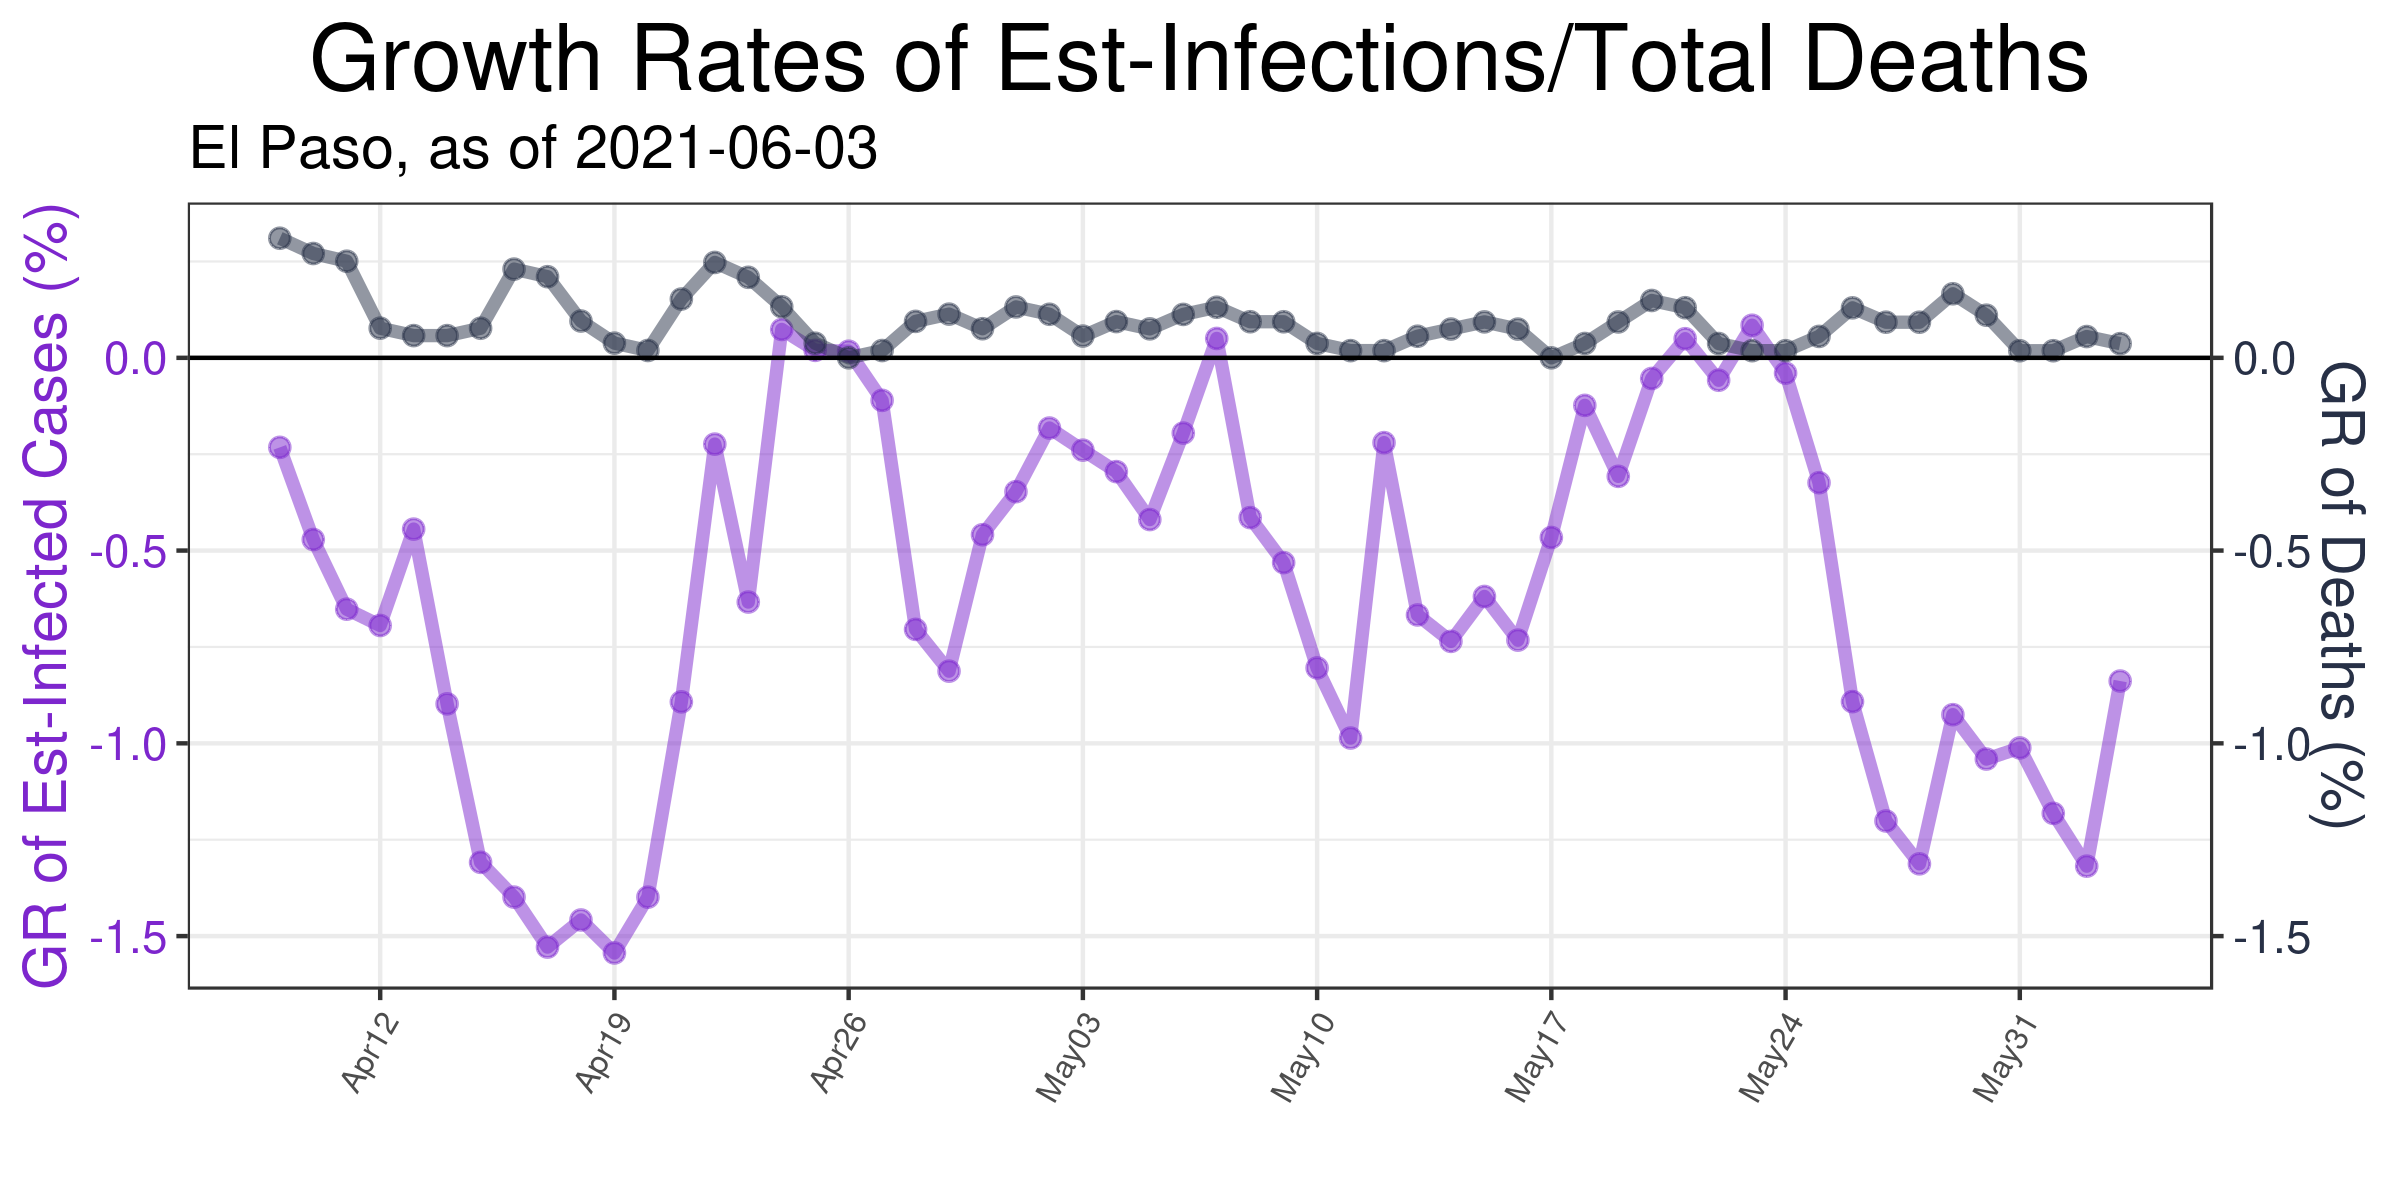 Growth Rates of Est-Infections/Total Deaths
El Paso, as of 2021-06-03
GR of Est-Infected Cases (%)
0.0
-0.5
-1.0
-1.5
0.0
-0.5
-1.0
-1.5
GR of Deaths (%)
Apr12
Apr19
Apr26
May03
May10
May17
May24
May31